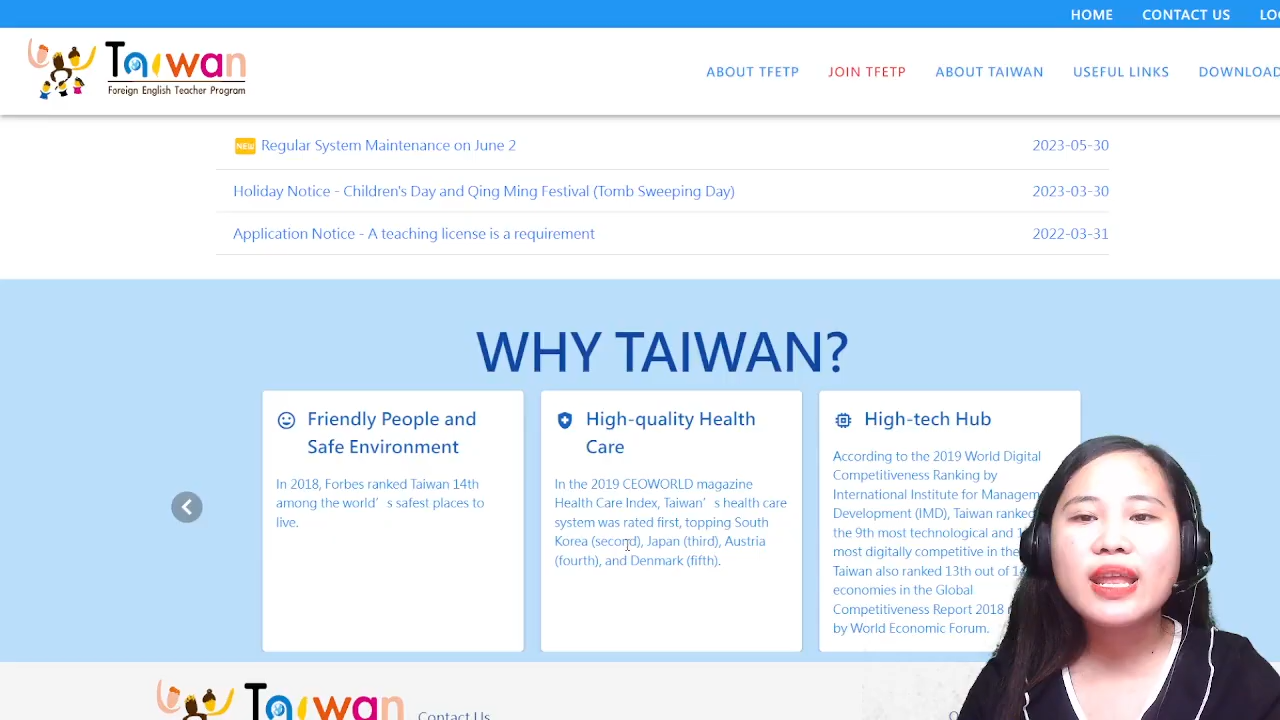 HOME CONTACT US
Taiwan
Foreign English Teacher Program
ABOUT TFETP JOIN TFETP ABOUT TAIWAN USEFUL LINKS DOWNLOAD
NEW Regular System Maintenance on June 2 2023-05-30
Holiday Notice - Children's Day and Qing Ming Festival (Tomb Sweeping Day) 2023-03-30
Application Notice - A teaching license is a requirement 2022-03-31
WHY TAIWAN?
Friendly People and
Safe Environment
In 2018, Forbes ranked Taiwan 14th
among the world’s safest places to
live.
High-quality Health
Care
In the 2019 CEOWORLD magazine
Health Care Index, Taiwan’s health care
system was rated first, topping South
Korea (second), Japan (third), Austria
(fourth), and Denmark (fifth).
High-tech Hub
According to the 2019 World Digital
Competitiveness Ranking by
International Institute for
Development (IMD), Taiwan ranked
the 9th most technological and
most digitally competitive in the
Taiwan also ranked 13th out of
economies in the Global
Competitiveness Report 2018
by World Economic Forum.
Taiwan
Contact Us